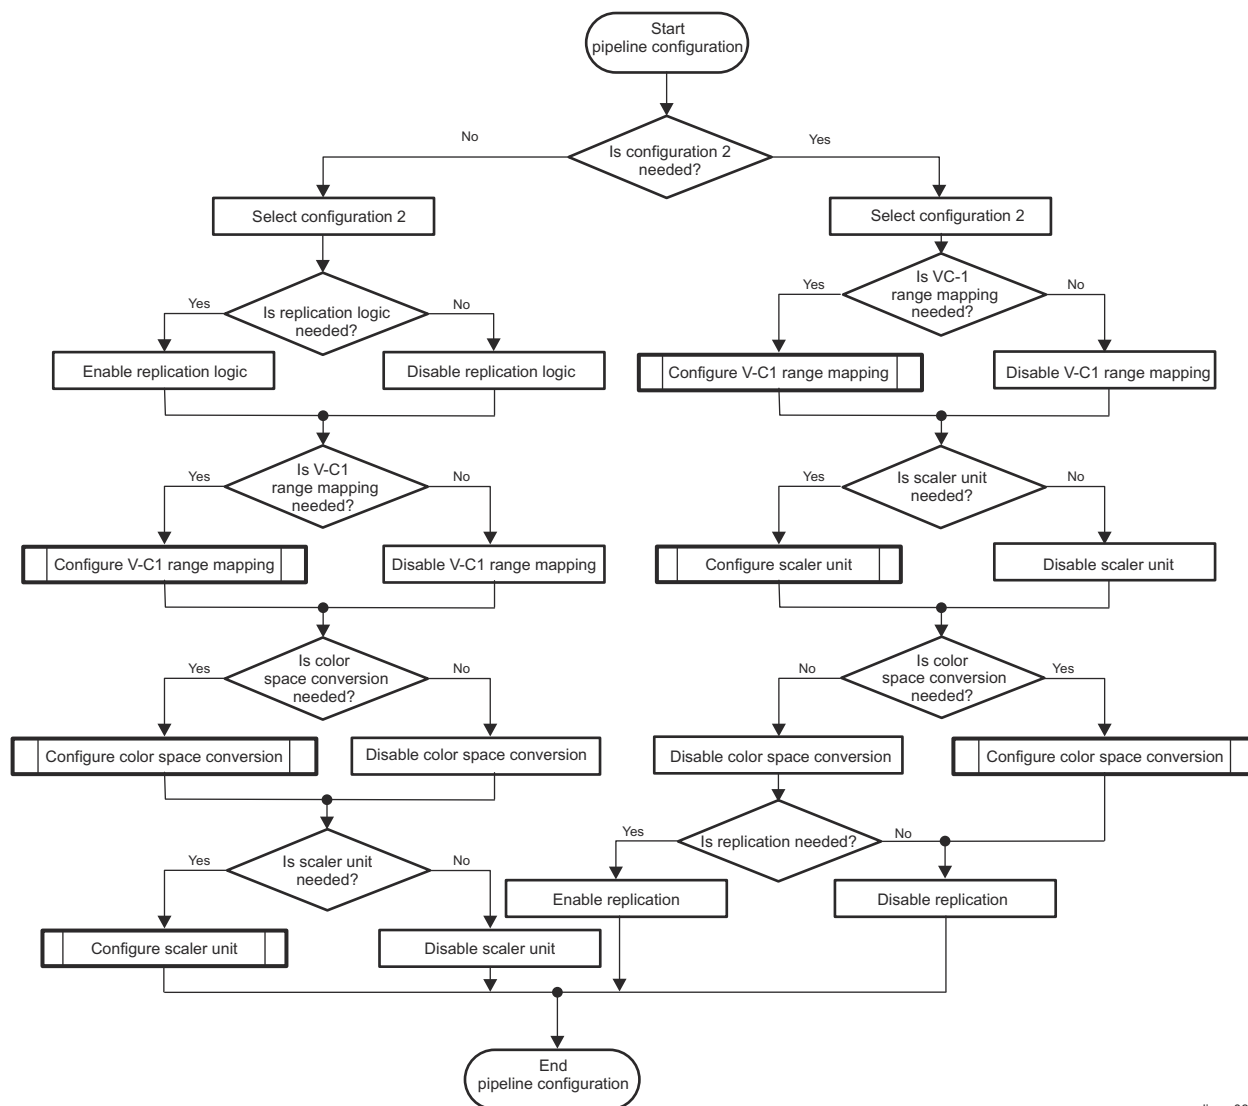 Start
pipeline configuration
No
Is configuration 2
needed?
Yes
Select configuration 2
Select configuration 2
Yes
Is replication logic
needed?
No
Yes
Is VC-1
range mapping
needed?
No
Enable replication logic
Disable replication logic
Configure V-C1 range mapping
Disable V-C1 range mapping
Yes
Is V-C1
range mapping
needed?
No
Yes
Is scaler unit
needed?
No
Configure V-C1 range mapping
Disable V-C1 range mapping
Configure scaler unit
Disable scaler unit
Yes
Is color
space conversion
needed?
No
No
Is color
space conversion
needed?
Yes
Configure color space conversion
Disable color space conversion
Disable color space conversion
Configure color space conversion
Yes
Is scaler unit
needed?
No
Yes
Is replication needed?
No
Enable replication
Disable replication
Configure scaler unit
Disable scaler unit
End
pipeline configuration